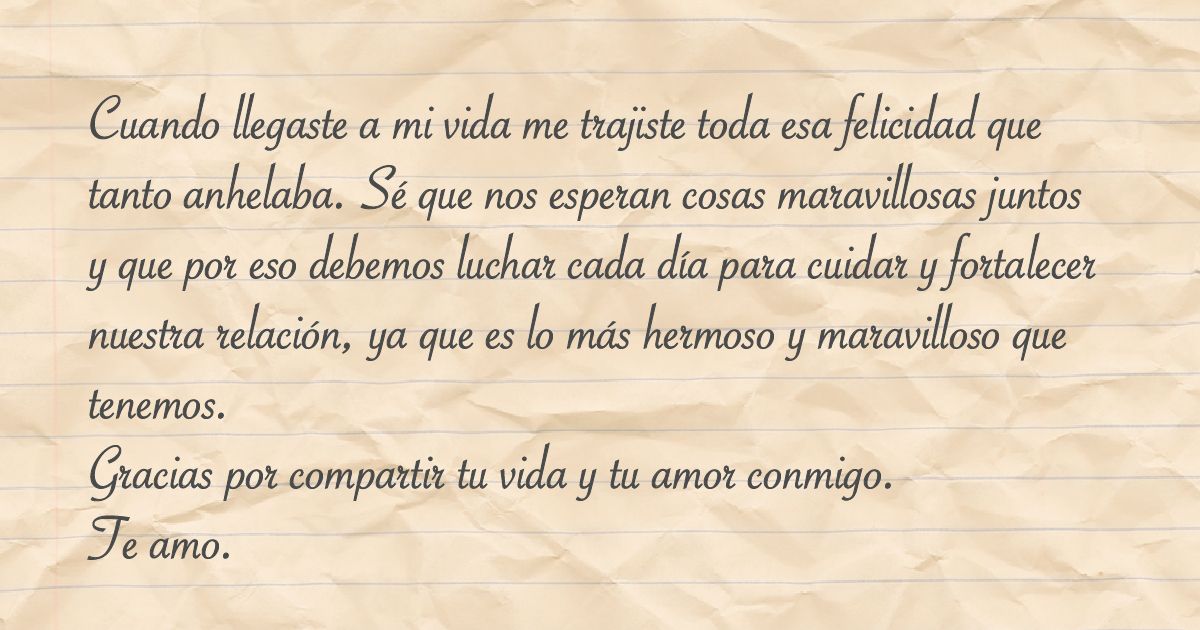 Cuando llegaste a mi vida me trajiste toda esa felicidad que
tanto anhelaba. Sé que nos esperan cosas maravillosas juntos
y que por eso debemos luchar cada día para cuidar y fortalecer
nuestra relación, ya que es lo más hermoso y maravilloso que
tenemos.
Gracias por compartir tu vida y tu amor conmigo.
Te amo.